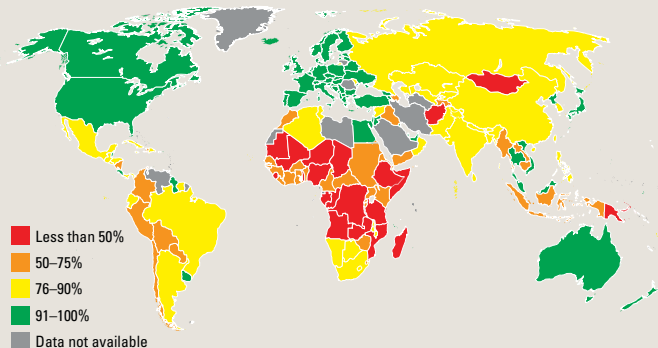 Less than 50%
50–75%
76–90%
91–100%
Data not available